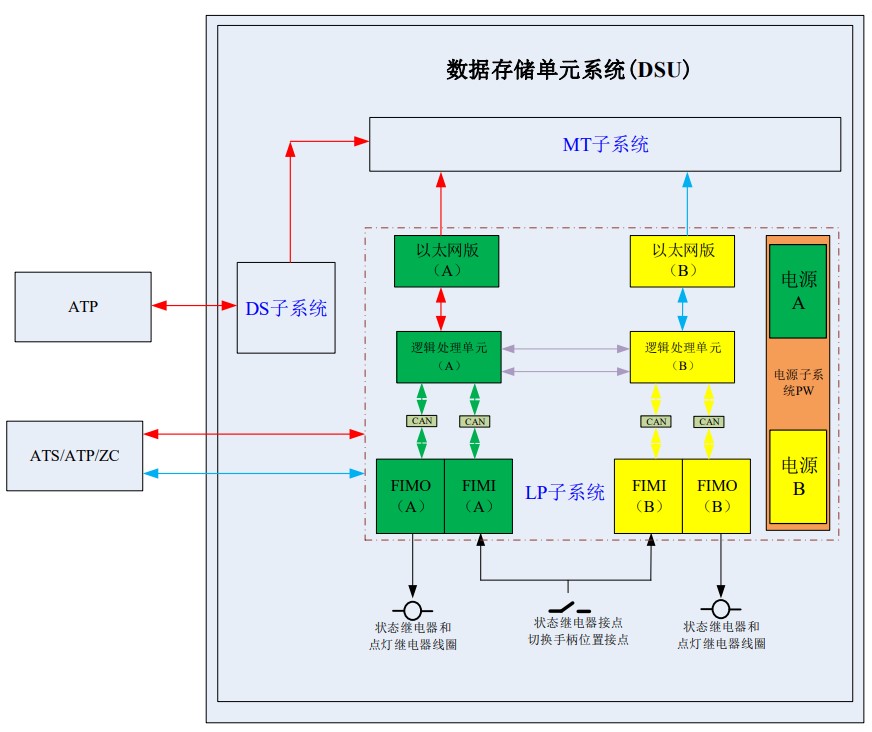 数据存储单元系统(DSU)
MT子系统
以太网版
（A）
以太网版
（B）
电源
A
ATP
DS子系统
逻辑处理单元
（A）
逻辑处理单元
（B）
电源子系
统PW
CAN
CAN
CAN
CAN
ATS/ATP/ZC
电源
B
FIMO
（A）
FIMI
（A）
LP子系统
FIMI
（B）
FIMO
（B）
状态继电器和
点灯继电器线圈
状态继电器接点
切换手柄位置接点
状态继电器和
点灯继电器线圈